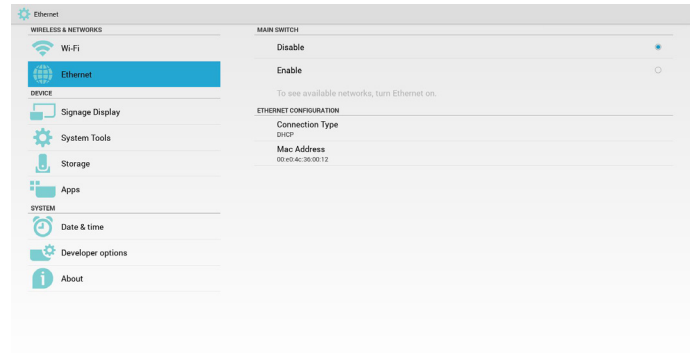 Ethernet
WIRELESS & NETWORKS
Wi-Fi
Ethernet
DEVICE
Signage Display
System Tools
Storage
Apps
SYSTEM
Date & time
Developer options
About
MAIN SWITCH
Disable
Enable
To see available networks, turn Ethernet on.
ETHERNET CONFIGURATION
Connection Type
DHCP
Mac Address
00:e0:4c:36:00:12